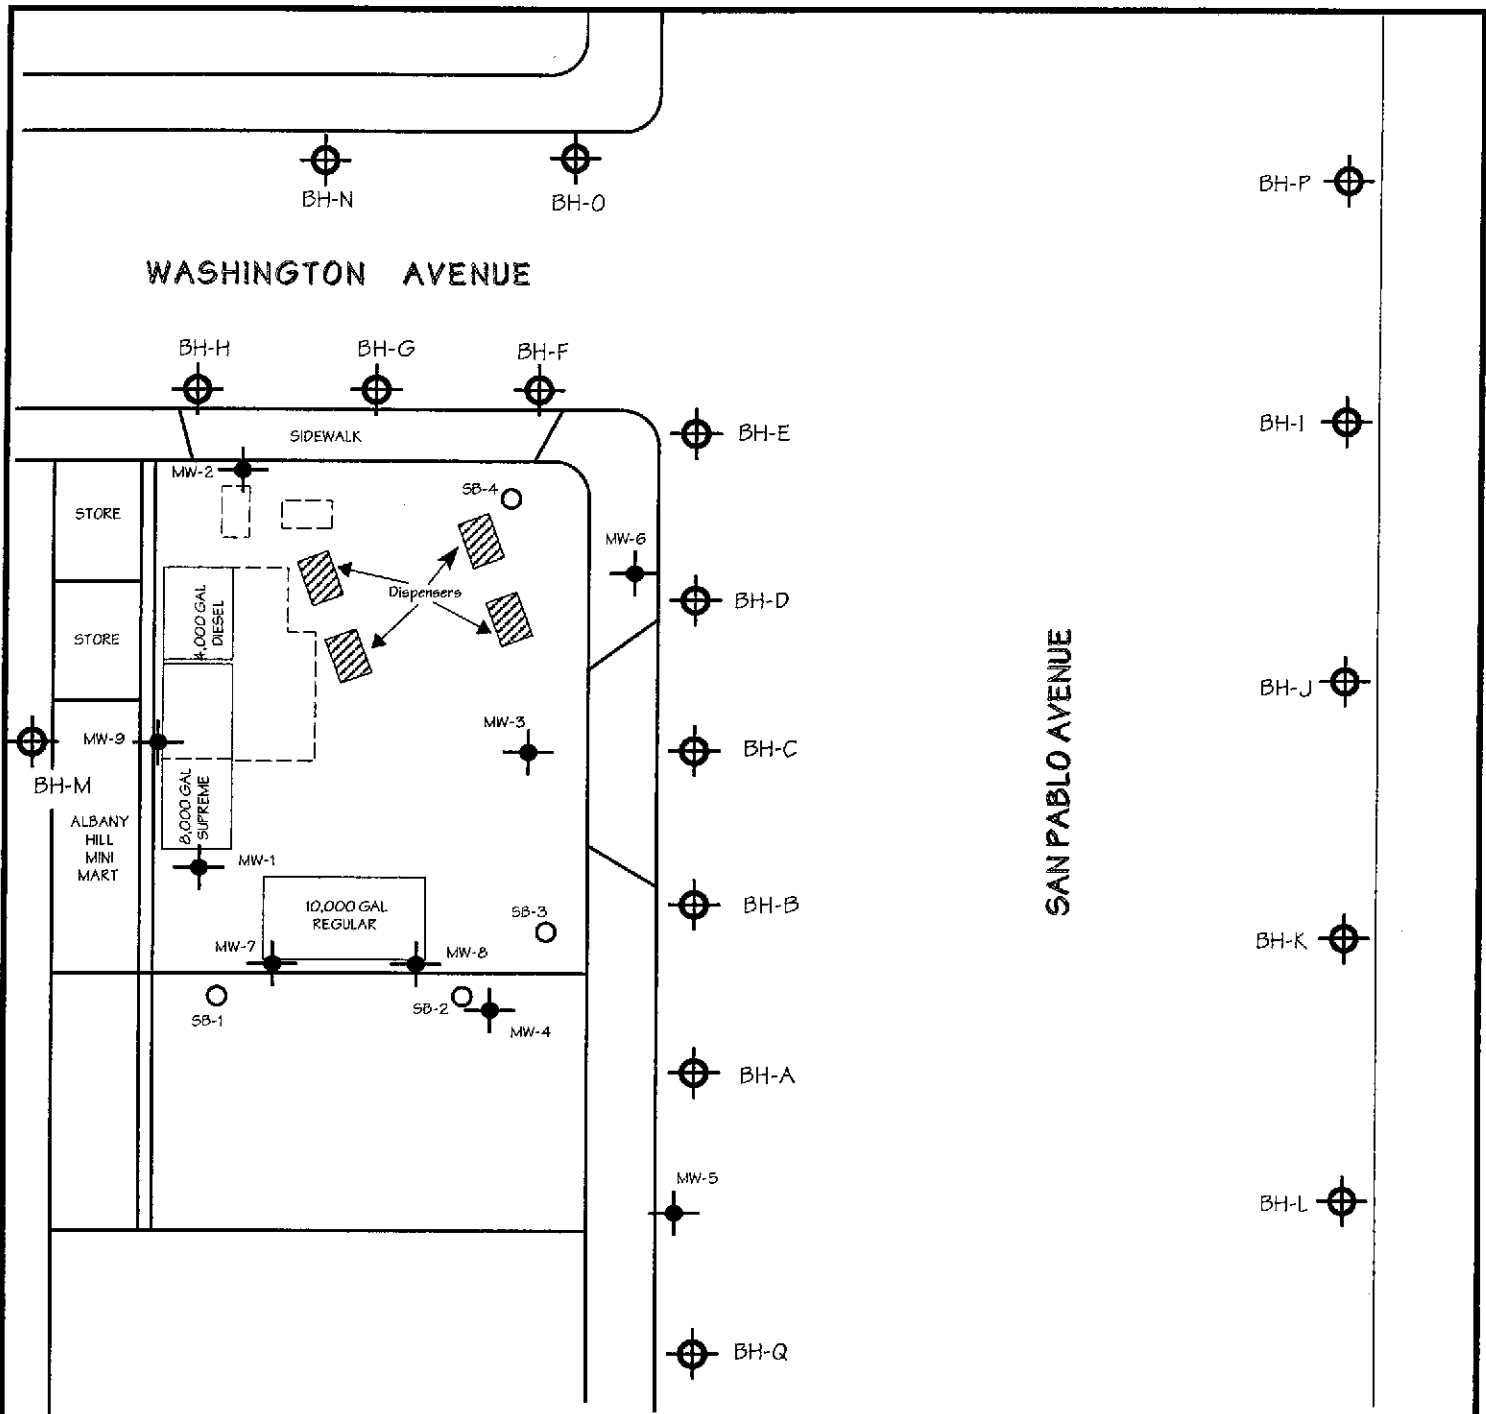 BH-P
BH-N
BH-O
WASHINGTON AVENUE
BH-H
BH-G
BH-F
BH-I
BH-E
SIDEWALK
MW-2
SB-4
STORE
MW-6
4,000 GAL
DIESEL
Dispensers
BH-D
STORE
SAN PABLO AVENUE
BH-J
MW-9
MW-3
BH-C
BH-M
8,000 GAL
SUPREME
ALBANY
HILL
MINI
MART
MW-1
10,000 GAL
REGULAR
SB-3
BH-B
MW-7
MW-8
BH-K
SB-1
SB-2
MW-4
BH-A
MW-5
BH-L
BH-Q